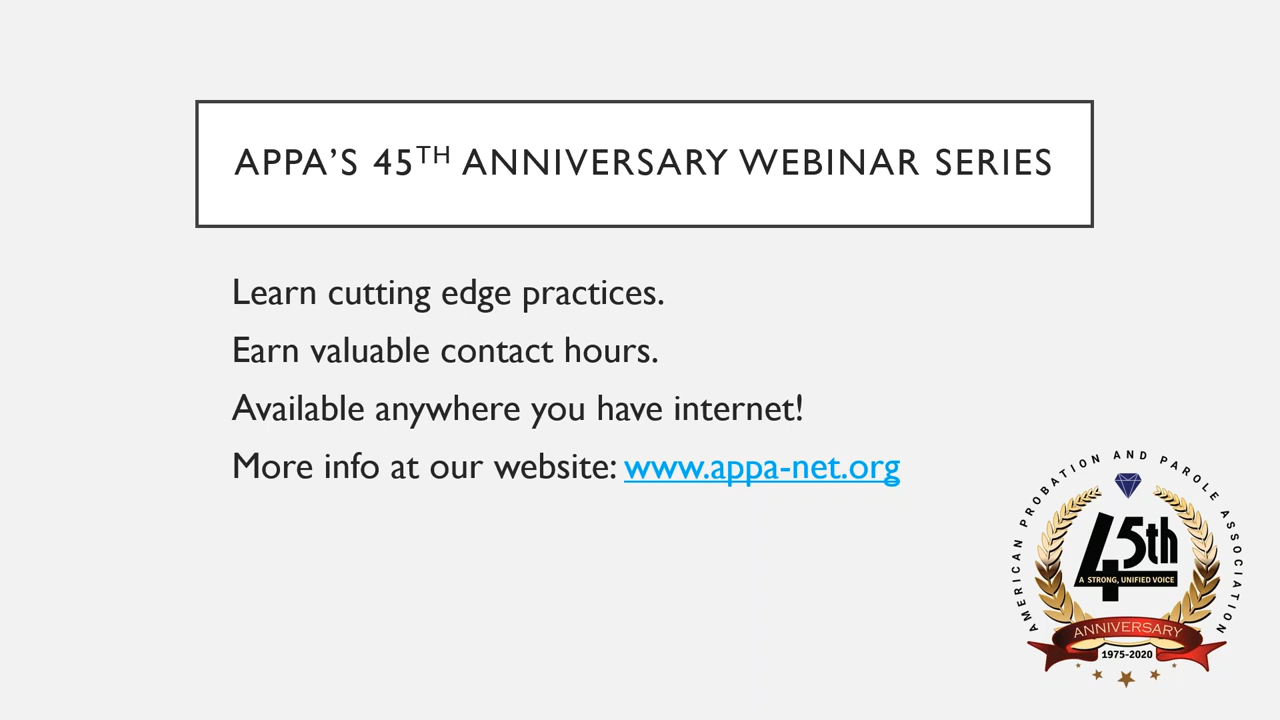 APPA’S 45TH ANNIVERSARY WEBINAR SERIES
Learn cutting edge practices.
Earn valuable contact hours.
Available anywhere you have internet!
More info at our website: www.appa-net.org
AMERICAN PROBATION AND PAROLE ASSOCIATION
45th
A STRONG, UNIFIED VOICE
ANNIVERSARY
1975-2020